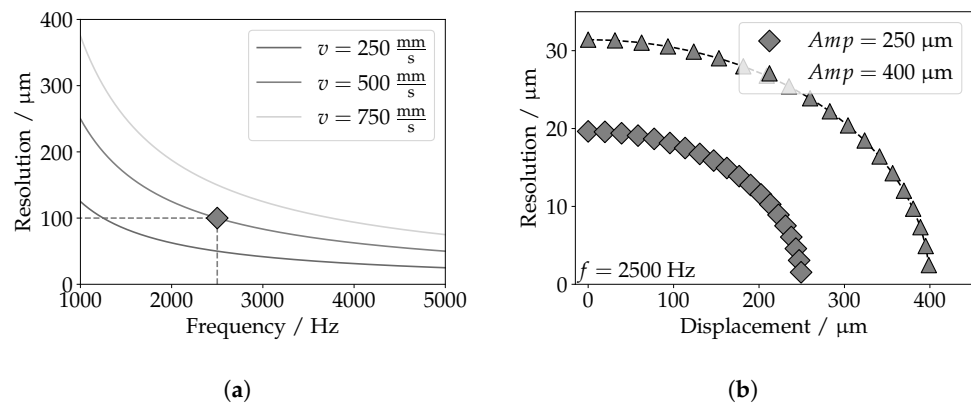 400
300
200
100
0
Resolution / μm
1000 2000 3000 4000 5000
Frequency / Hz
v = 250 mm/s
v = 500 mm/s
v = 750 mm/s
(a)
30
20
10
0
Resolution / μm
0 100 200 300 400
Displacement / μm
Amp = 250 μm
Amp = 400 μm
f = 2500 Hz
(b)